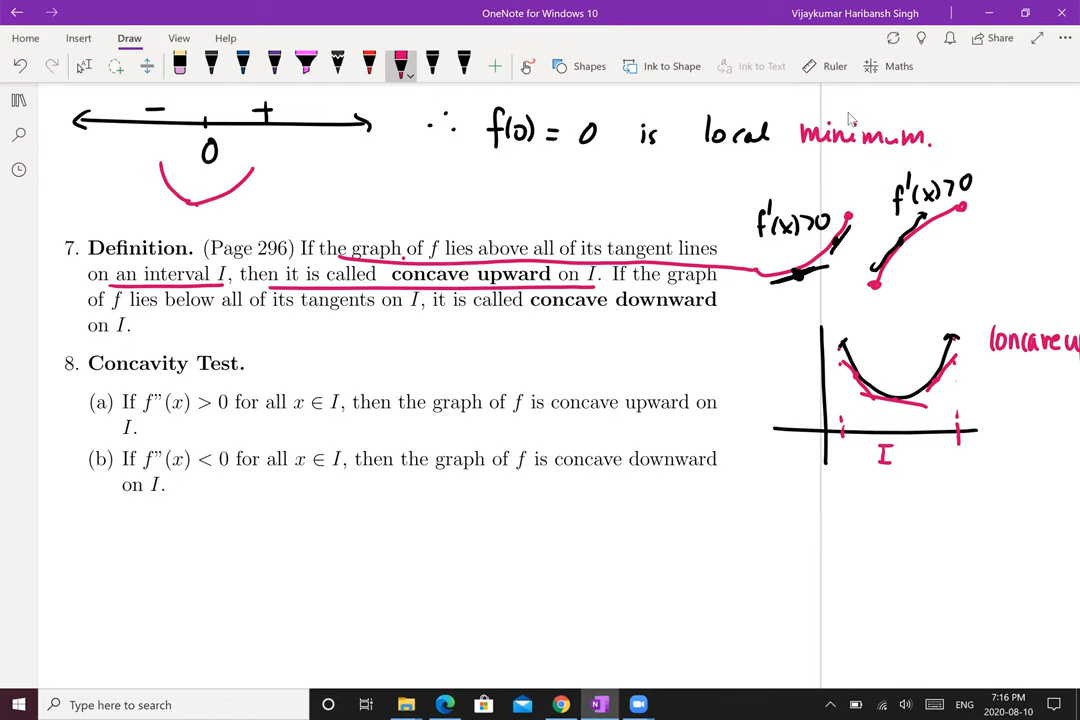 OneNote for Windows 10
Vijaykumar Haribansh Singh
Home Insert Draw View Help
Share
Shapes Ink to Shape Ink to Text Ruler Maths
− +
0
∴ f(0) = 0 is local minimum.
f'(x)>0 f'(x)>0
7. Definition. (Page 296) If the graph of f lies above all of its tangent lines
on an interval I, then it is called concave upward on I. If the graph
of f lies below all of its tangents on I, it is called concave downward
on I.
Concave u
I
8. Concavity Test.
(a) If f”(x) > 0 for all x ∈ I, then the graph of f is concave upward on
I.
(b) If f”(x) < 0 for all x ∈ I, then the graph of f is concave downward
on I.
Type here to search
ENG
7:16 PM
2020-08-10